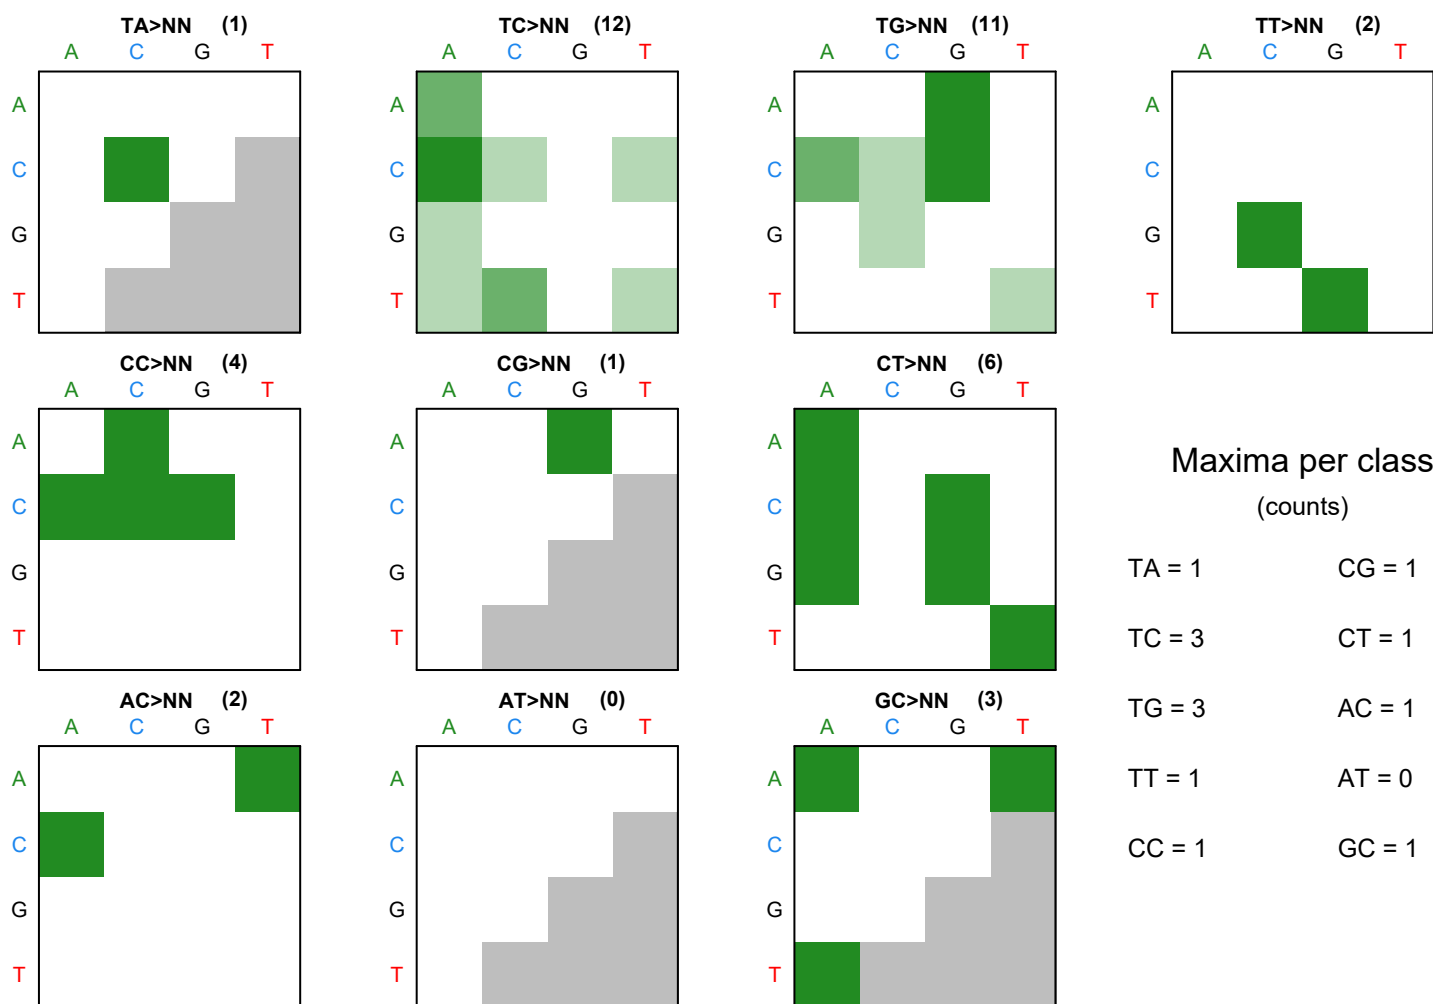 TA>NN (1) TC>NN (12) TG>NN (11) TT>NN (2)
A C G T A C G T A C G T A C G T
A A A A
C C C C
G G G G
T T T T
CC>NN (4) CG>NN (1) CT>NN (6)
A C G T A C G T A C G T
A A A
C C C
G G G
T T T
Maxima per class
(counts)
TA = 1 CG = 1
TC = 3 CT = 1
TG = 3 AC = 1
TT = 1 AT = 0
CC = 1 GC = 1
AC>NN (2) AT>NN (0) GC>NN (3)
A C G T A C G T A C G T
A A A
C C C
G G G
T T T